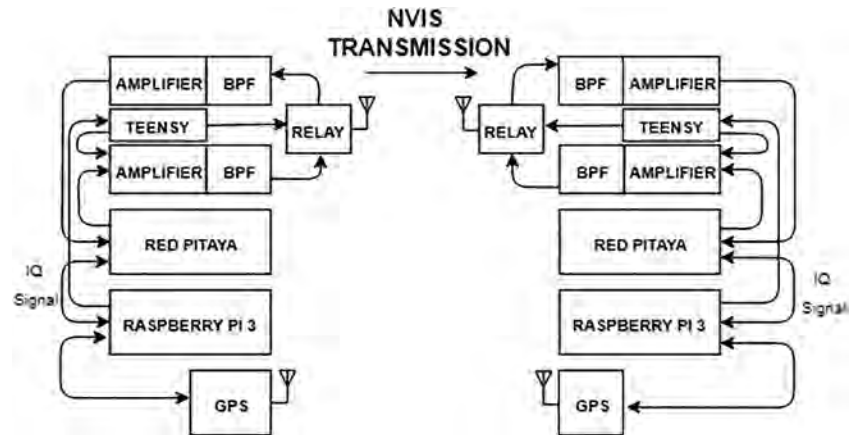 NVIS
TRANSMISSION
AMPLIFIER BPF
TEENSY
RELAY
AMPLIFIER BPF
RED PITAYA
IQ
Signal
RASPBERRY PI 3
GPS
BPF AMPLIFIER
RELAY
TEENSY
BPF AMPLIFIER
RED PITAYA
IQ
Signal
RASPBERRY PI 3
GPS